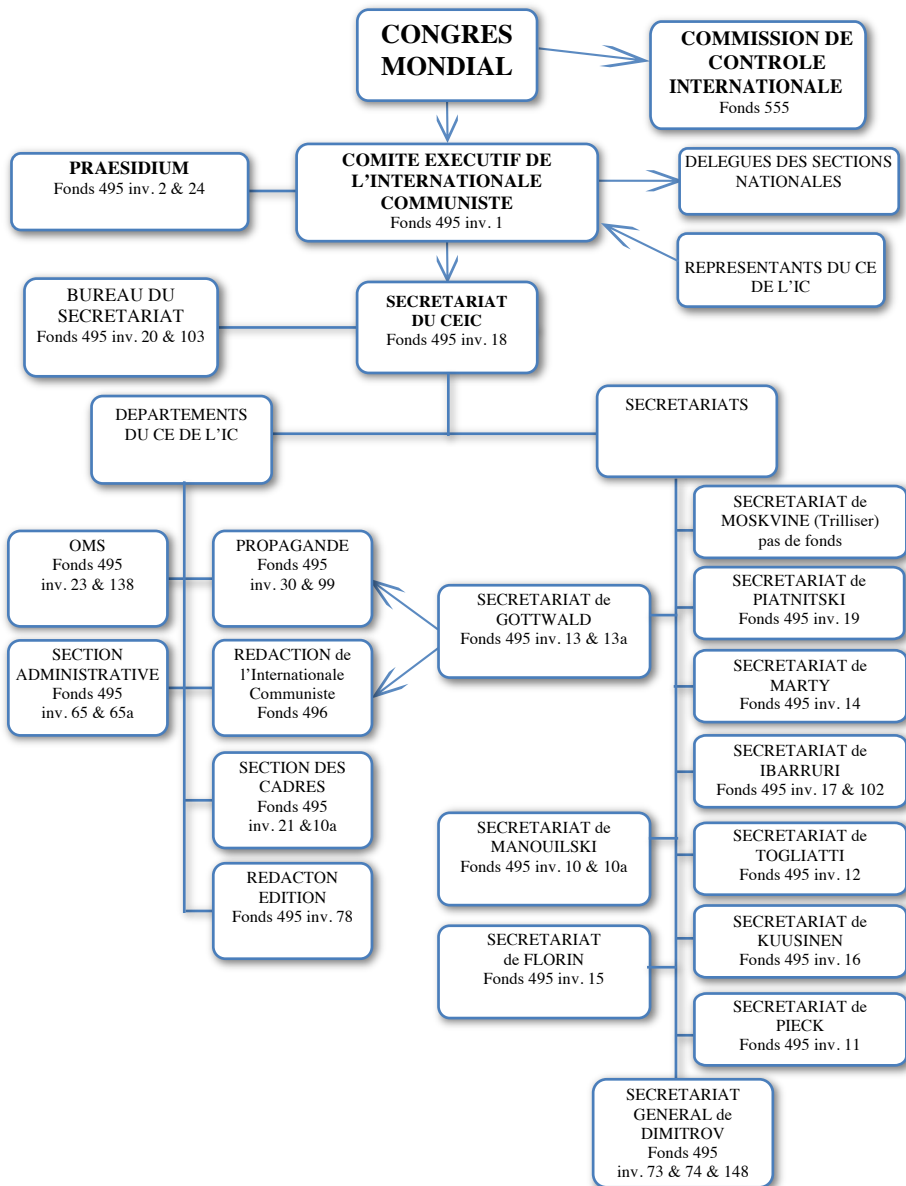 CONGRES
MONDIAL
COMMISSION DE
CONTROLE
INTERNATIONALE
Fonds 555
PRAESIDIUM
Fonds 495 inv. 2 & 24
COMITE EXECUTIF DE
L’INTERNATIONALE
COMMUNISTE
Fonds 495 inv. 1
DELEGUES DES SECTIONS
NATIONALES
REPRESENTANTS DU CE
DE L’IC
BUREAU DU
SECRETARIAT
Fonds 495 inv. 20 & 103
SECRETARIAT
DU CEIC
Fonds 495 inv. 18
DEPARTEMENTS
DU CE DE L’IC
SECRETARIATS
OMS
Fonds 495
inv. 23 & 138
PROPAGANDE
Fonds 495
inv. 30 & 99
SECTION
ADMINISTRATIVE
Fonds 495
inv. 65 & 65a
REDACTION de
l’Internationale
Communiste
Fonds 496
SECTION DES
CADRES
Fonds 495
inv. 21 &10a
REDACTON
EDITION
Fonds 495 inv. 78
SECRETARIAT de
GOTTWALD
Fonds 495 inv. 13 & 13a
SECRETARIAT de
MANOUILSKI
Fonds 495 inv. 10 & 10a
SECRETARIAT
de FLORIN
Fonds 495 inv. 15
SECRETARIAT de
MOSKVINE (Trilliser)
pas de fonds
SECRETARIAT de
PIATNITSKI
Fonds 495 inv. 19
SECRETARIAT de
MARTY
Fonds 495 inv. 14
SECRETARIAT de
IBARRURI
Fonds 495 inv. 17 & 102
SECRETARIAT de
TOGLIATTI
Fonds 495 inv. 12
SECRETARIAT de
KUUSINEN
Fonds 495 inv. 16
SECRETARIAT de
PIECK
Fonds 495 inv. 11
SECRETARIAT
GENERAL de
DIMITROV
Fonds 495
inv. 73 & 74 & 148